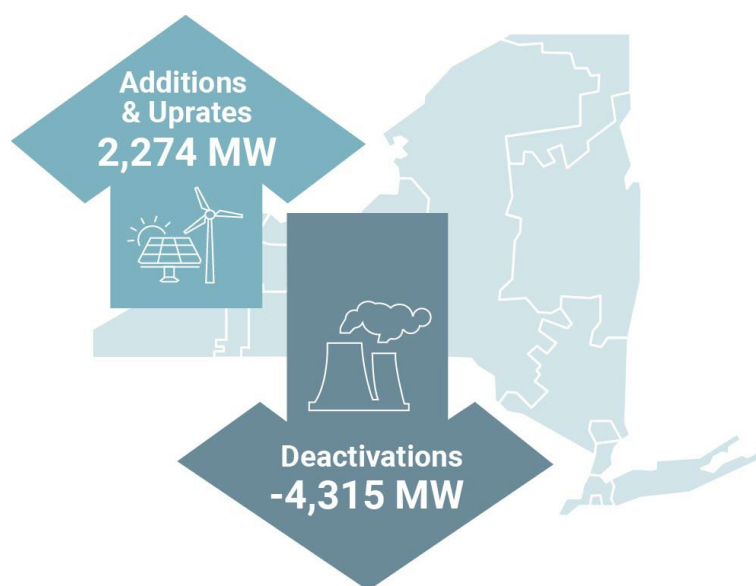 Additions
& Uprates
2,274 MW
Deactivations
-4,315 MW